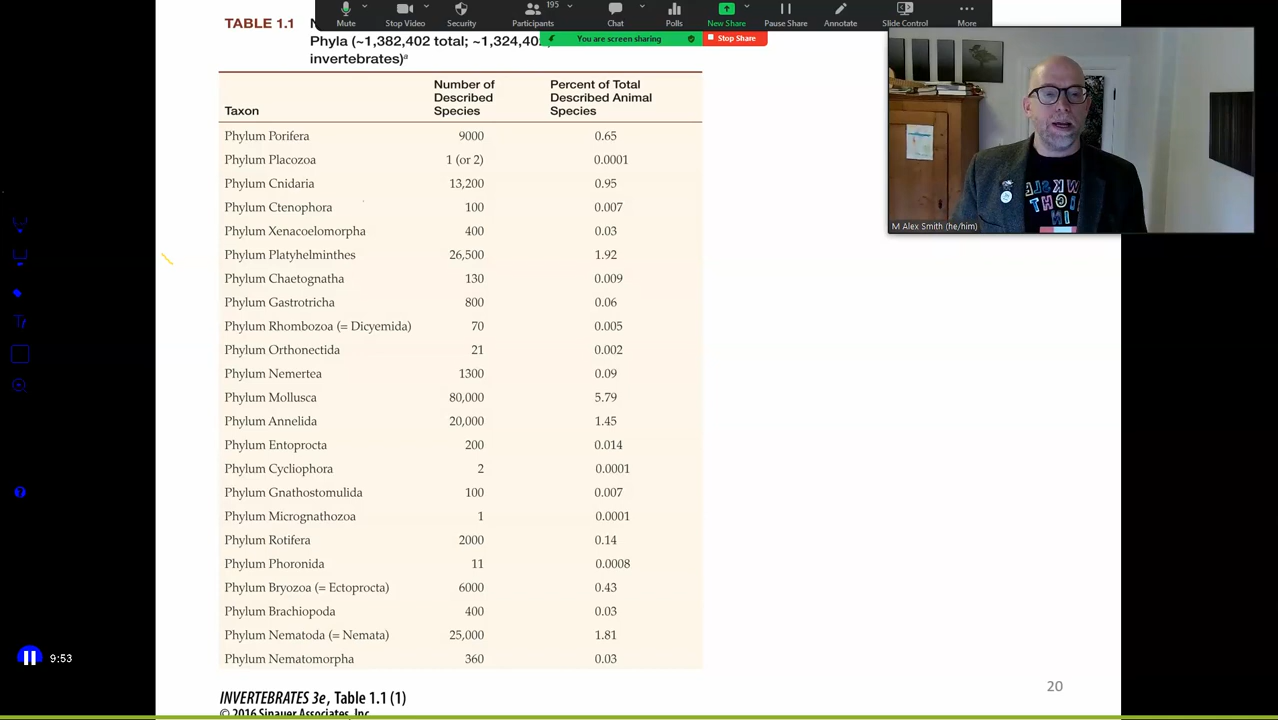 TABLE 1.1
Phyla (~1,382,402 total; ~1,324,402
invertebrates)ᵃ
Mute
Stop Video
Security
Participants
195
Chat
Polls
New Share
Pause Share
Annotate
Slide Control
More
You are screen sharing
Stop Share
Taxon
Number of
Described
Species
Percent of Total
Described Animal
Species
Phylum Porifera 9000 0.65
Phylum Placozoa 1 (or 2) 0.0001
Phylum Cnidaria 13,200 0.95
Phylum Ctenophora 100 0.007
Phylum Xenacoelomorpha 400 0.03
Phylum Platyhelminthes 26,500 1.92
Phylum Chaetognatha 130 0.009
Phylum Gastrotricha 800 0.06
Phylum Rhombozoa (= Dicyemida) 70 0.005
Phylum Orthonectida 21 0.002
Phylum Nemertea 1300 0.09
Phylum Mollusca 80,000 5.79
Phylum Annelida 20,000 1.45
Phylum Entoprocta 200 0.014
Phylum Cycliophora 2 0.0001
Phylum Gnathostomulida 100 0.007
Phylum Micrognathozoa 1 0.0001
Phylum Rotifera 2000 0.14
Phylum Phoronida 11 0.0008
Phylum Bryozoa (= Ectoprocta) 6000 0.43
Phylum Brachiopoda 400 0.03
Phylum Nematoda (= Nemata) 25,000 1.81
Phylum Nematomorpha 360 0.03
INVERTEBRATES 3e, Table 1.1 (1)
© 2016 Sinauer Associates, Inc.
20
M Alex Smith (he/him)
9:53